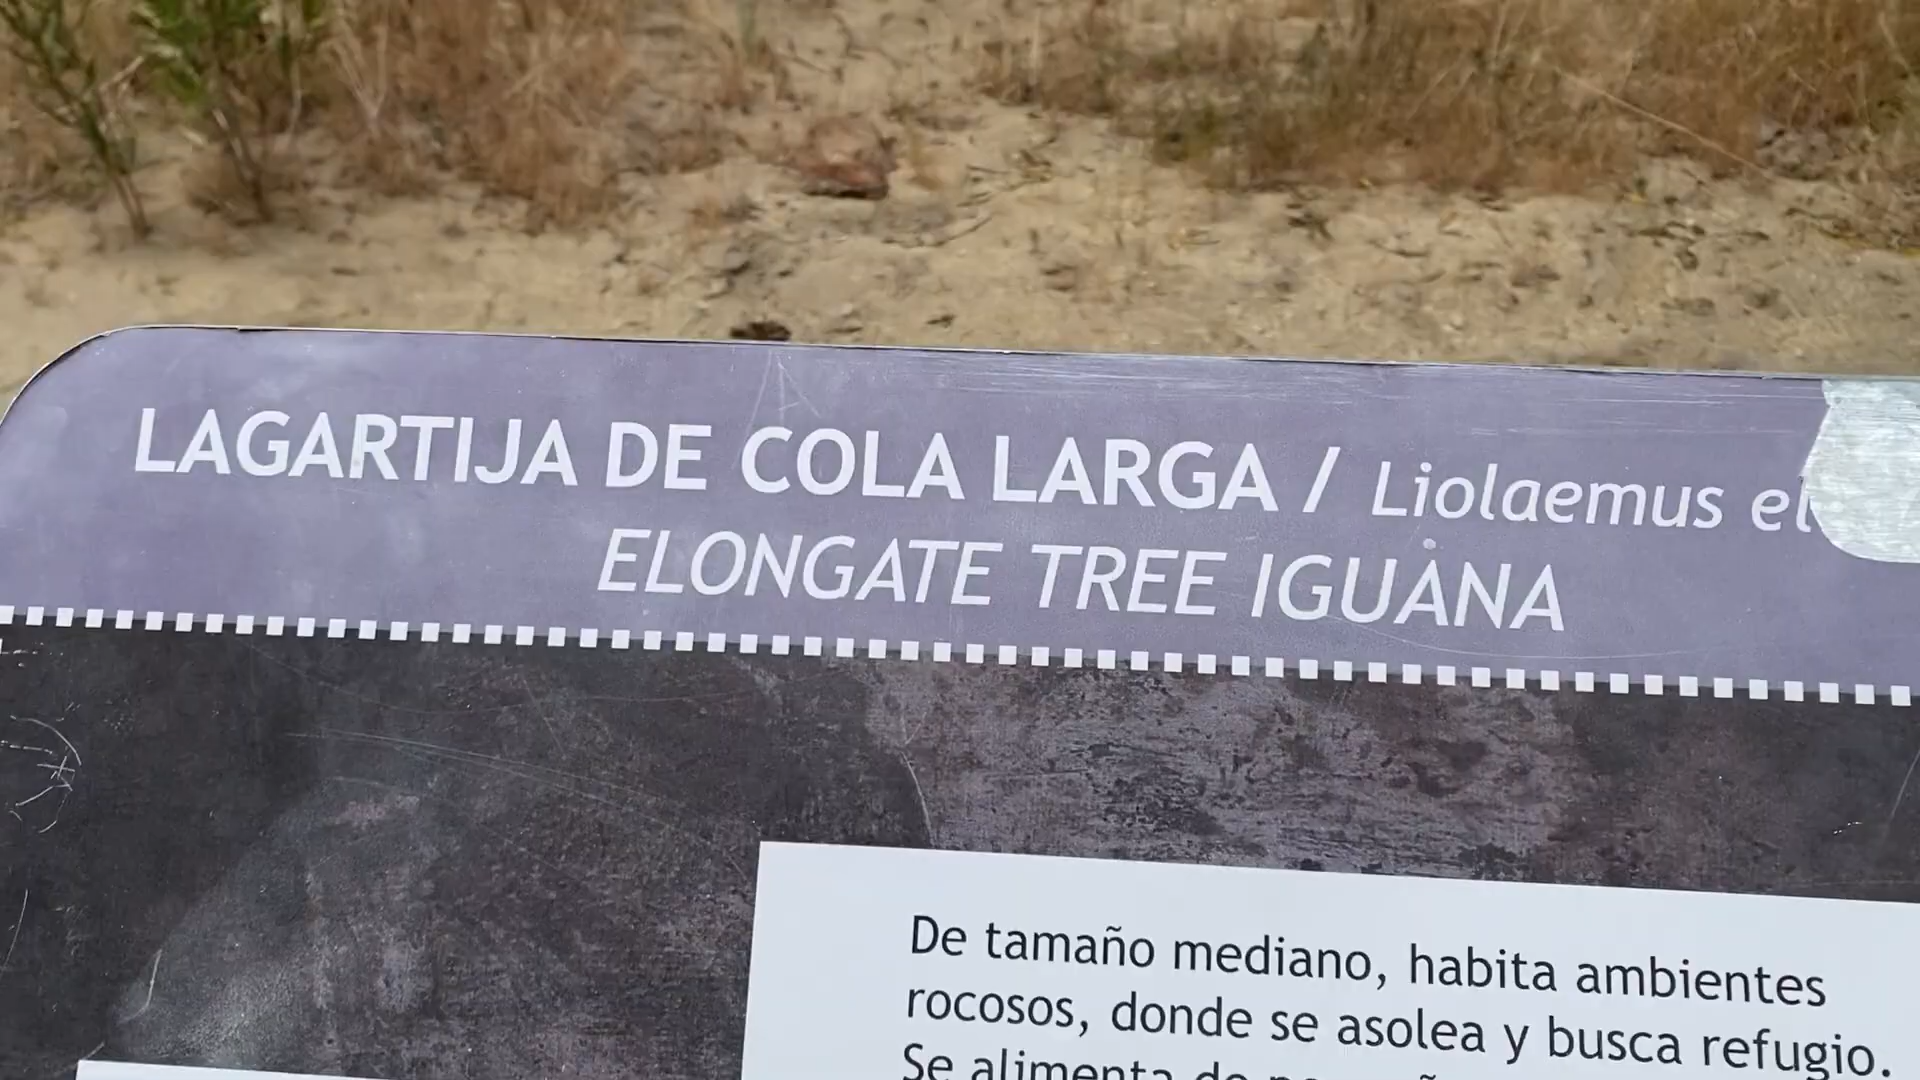 LAGARTIJA DE COLA LARGA / Liolaemus el
ELONGATE TREE IGUANA
De tamaño mediano, habita ambientes
rocosos, donde se asolea y busca refugio.
Se alimenta de